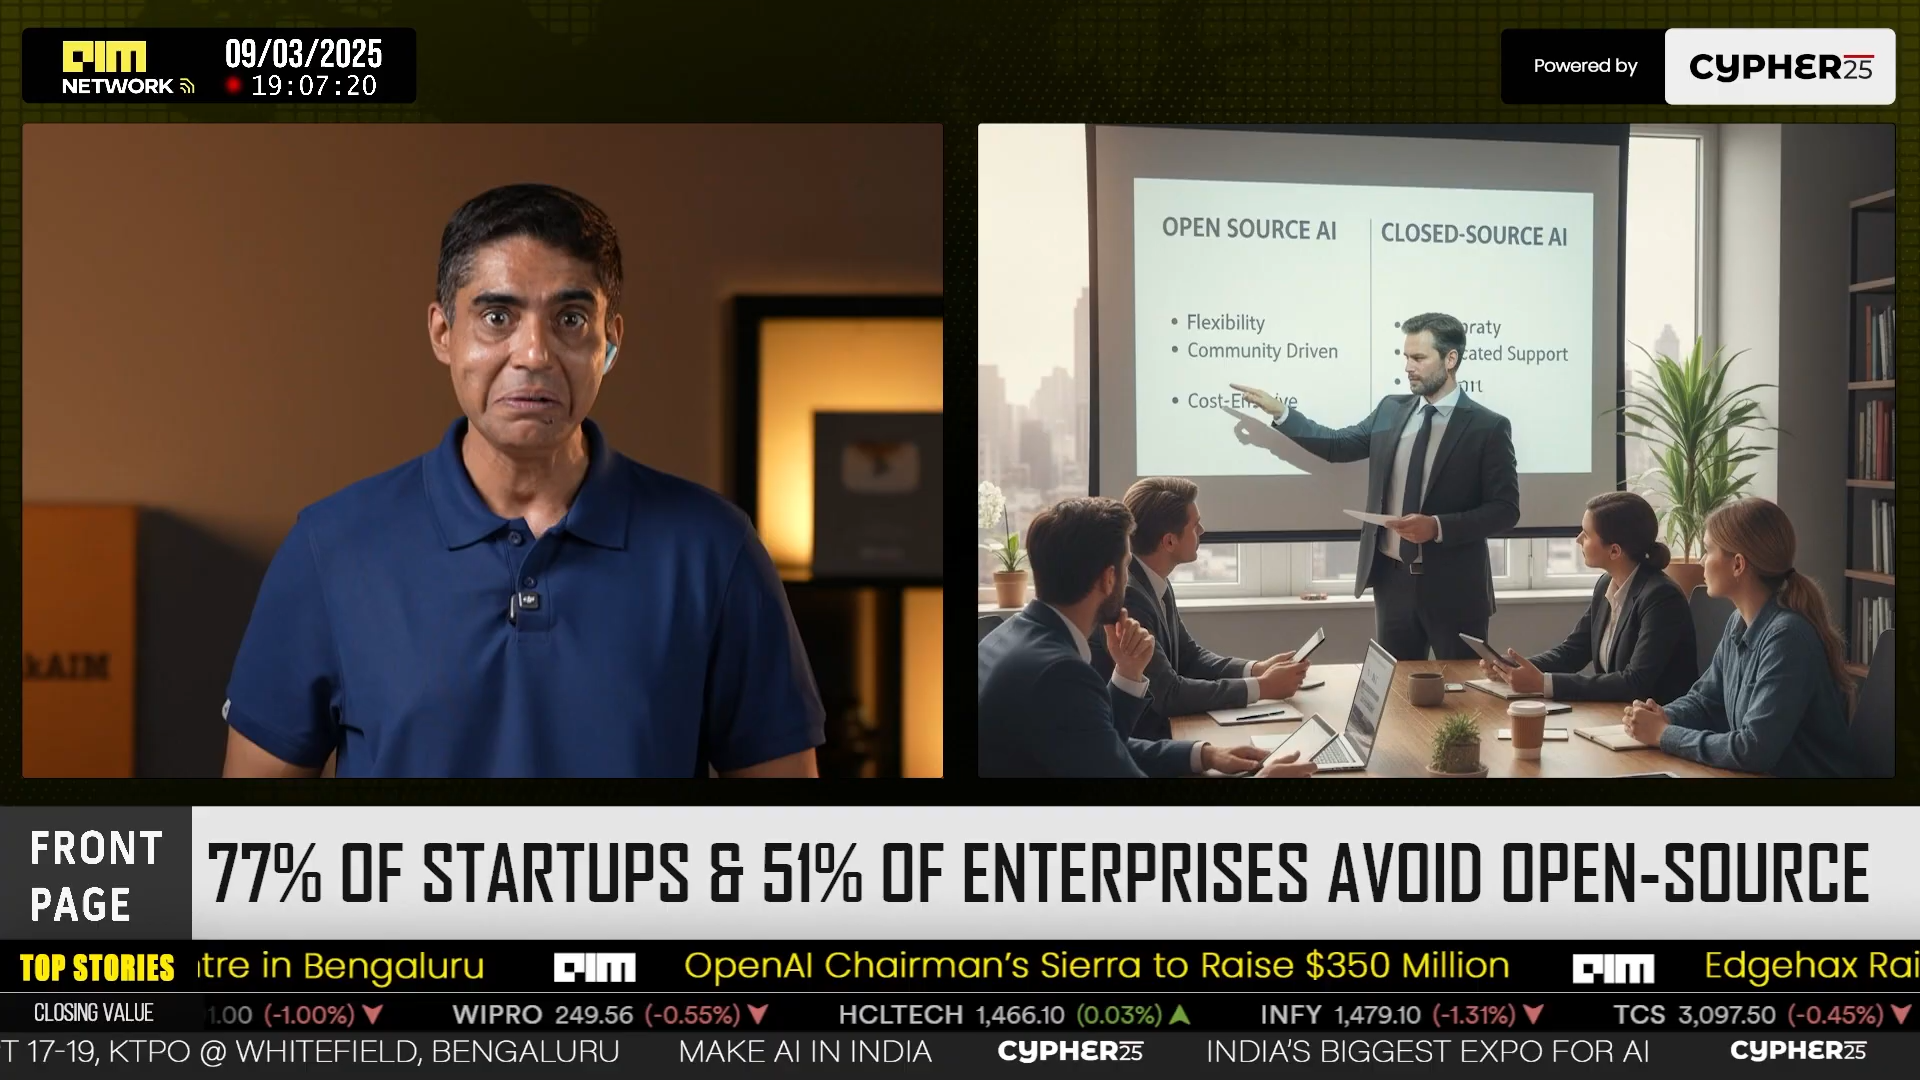 AIM
NETWORK
09/03/2025
19:07:20
Powered by
CYPHER25
OPEN SOURCE AI
CLOSED-SOURCE AI
• Flexibility
• Community Driven
•
Support
kAIM
FRONT
PAGE
77% OF STARTUPS & 51% OF ENTERPRISES AVOID OPEN-SOURCE
TOP STORIES
tre in Bengaluru AIM OpenAI Chairman's Sierra to Raise $350 Million AIM Edgehax Rai
CLOSING VALUE
1.00 (-1.00%) WIPRO 249.56 (-0.55%) HCLTECH 1,466.10 (0.03%) INFY 1,479.10 (-1.31%) TCS 3,097.50 (-0.45%)
T 17-19, KTPO @ WHITEFIELD, BENGALURU MAKE AI IN INDIA CYPHER25 INDIA'S BIGGEST EXPO FOR AI CYPHER25